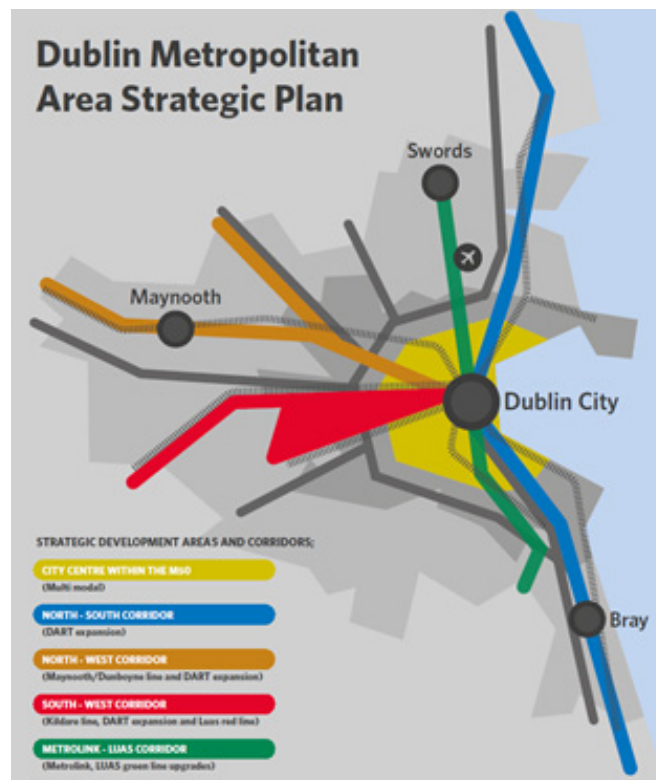 Dublin Metropolitan
Area Strategic Plan
Swords
Maynooth
Dublin City
Bray
STRATEGIC DEVELOPMENT AREAS AND CORRIDORS;
CITY CENTRE WITHIN THE M50
(Multi modal)
NORTH - SOUTH CORRIDOR
(DART expansion)
NORTH - WEST CORRIDOR
(Maynooth/Dunboyne line and DART expansion)
SOUTH - WEST CORRIDOR
(Kildare line, DART expansion and Luas red line)
METROLINK - LUAS CORRIDOR
(Metrolink, LUAS green line upgrades)